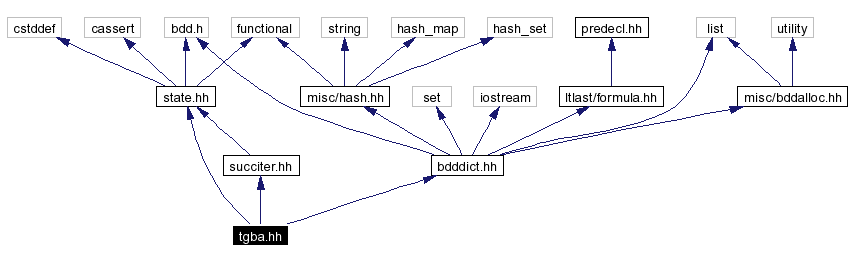 cstddef cassert bdd.h functional string hash_map hash_set predecl.hh list utility
state.hh misc/hash.hh set iostream ltlast/formula.hh misc/bddalloc.hh
succiter.hh bdddict.hh
tgba.hh